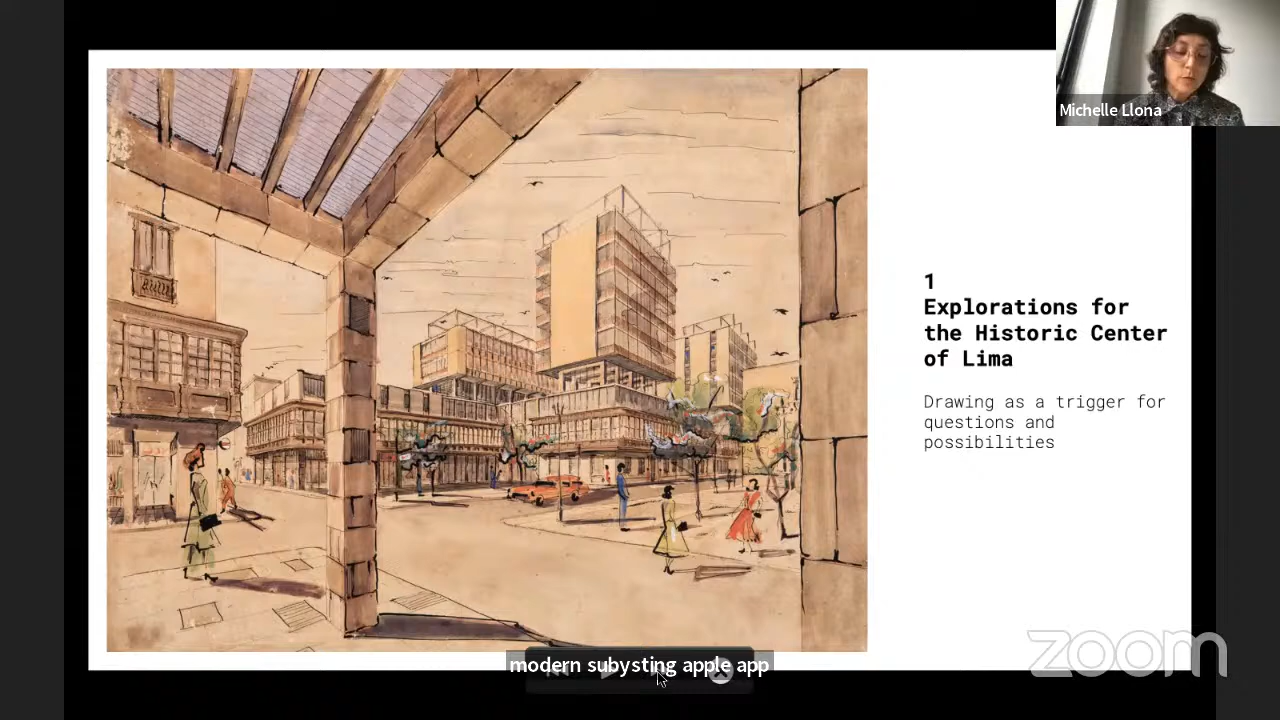 Michelle Llona
1
Explorations for
the Historic Center
of Lima
Drawing as a trigger for
questions and
possibilities
zoom
modern subysting apple app